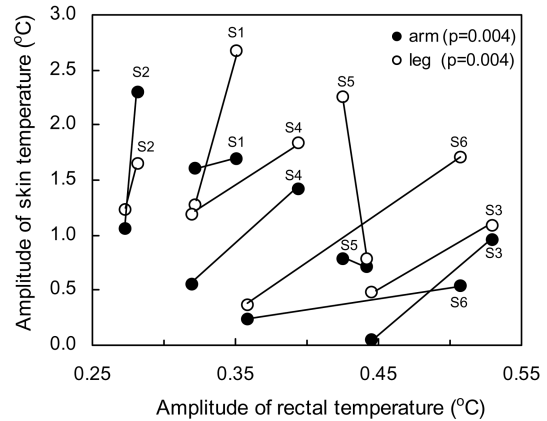 3.0
S1
arm (p=0.004)
leg (p=0.004)
2.5
S2
S5
2.0
S2
S1
S4
S6
1.5
S4
1.0
S5
S3
S3
0.5
S6
0.0
0.25
0.35
0.45
0.55
Amplitude of skin temperature (°C)
Amplitude of rectal temperature (°C)